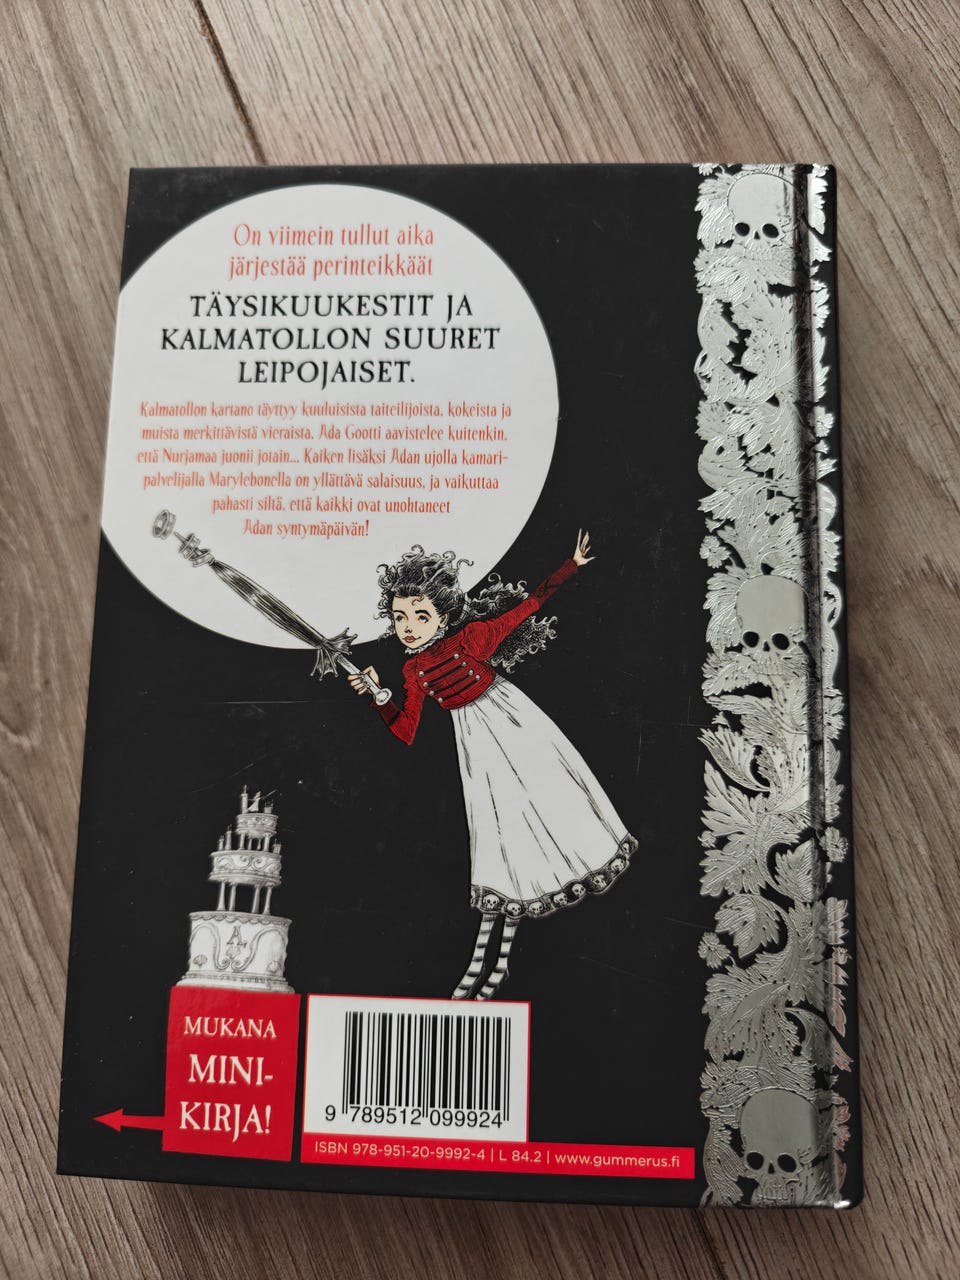 On viimein tullut aika
järjestää perinteikkäät
TÄYSIKUUKESTIT JA
KALMATOLLON SUURET
LEIPOJAISET.
Kalmatollon kartano täyttyy kuuluisista taiteilijoista, kokeista ja
muista merkittävistä vieraista. Ada Gootti aavistelee kuitenkin,
että Nurjamaa juonii jotain... Kaiken lisäksi Adan ujolla kamari-
palvelijalla Marylebonella on yllättävä salaisuus, ja vaikuttaa
pahasti siltä, että kaikki ovat unohtaneet
Adan syntymäpäivän!
A
MUKANA
MINI-
KIRJA!
9 789512 099924
ISBN 978-951-20-9992-4 | L 84.2 | www.gummerus.fi